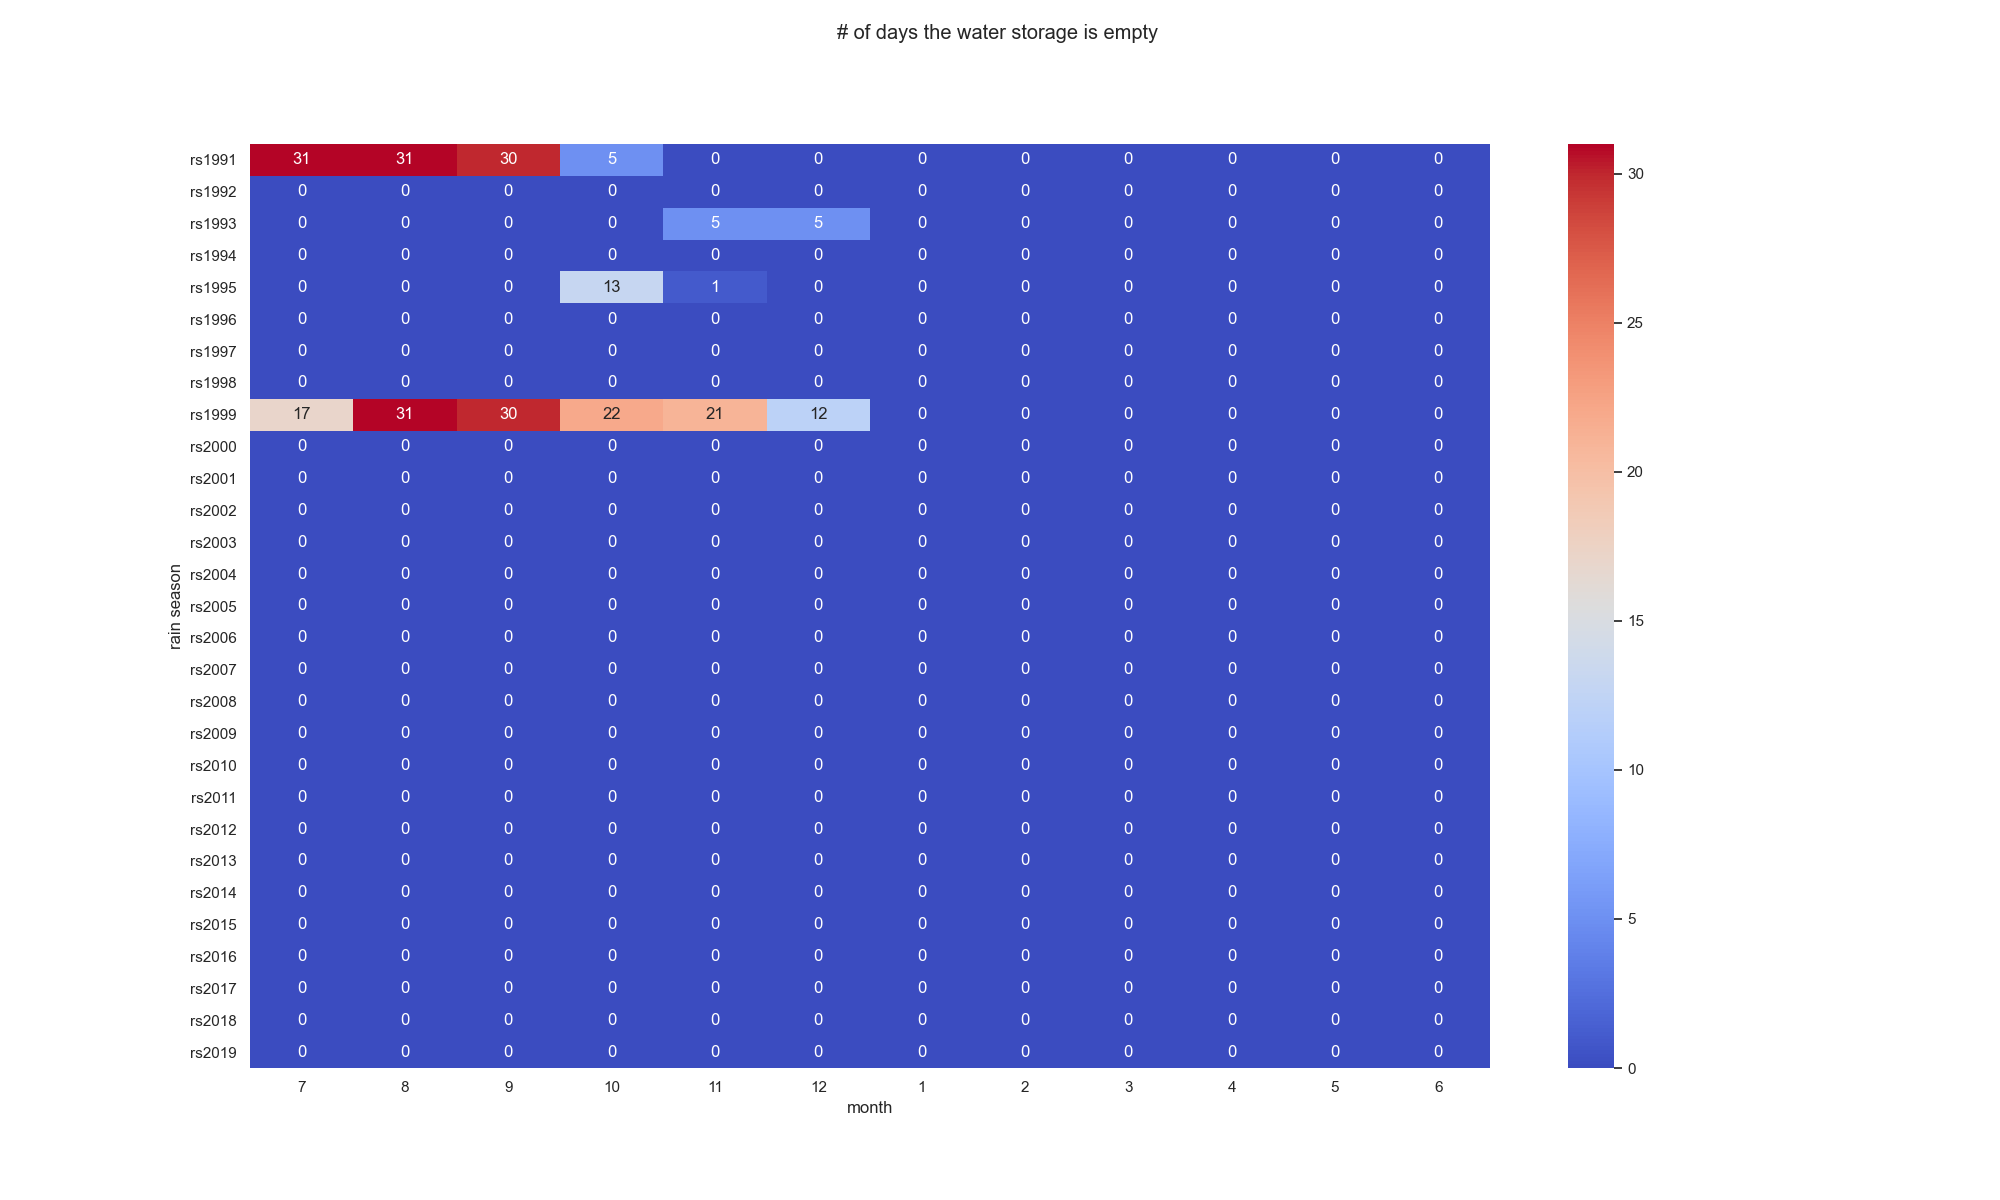 # of days the water storage is empty
rs1991 31 31 30 5 0 0 0 0 0 0 0 0
rs1992 0 0 0 0 0 0 0 0 0 0 0 0
rs1993 0 0 0 0 5 5 0 0 0 0 0 0
rs1994 0 0 0 0 0 0 0 0 0 0 0 0
rs1995 0 0 0 13 1 0 0 0 0 0 0 0
rs1996 0 0 0 0 0 0 0 0 0 0 0 0
rs1997 0 0 0 0 0 0 0 0 0 0 0 0
rs1998 0 0 0 0 0 0 0 0 0 0 0 0
rs1999 17 31 30 22 21 12 0 0 0 0 0 0
rs2000 0 0 0 0 0 0 0 0 0 0 0 0
rs2001 0 0 0 0 0 0 0 0 0 0 0 0
rs2002 0 0 0 0 0 0 0 0 0 0 0 0
rs2003 0 0 0 0 0 0 0 0 0 0 0 0
rs2004 0 0 0 0 0 0 0 0 0 0 0 0
rs2005 0 0 0 0 0 0 0 0 0 0 0 0
rs2006 0 0 0 0 0 0 0 0 0 0 0 0
rs2007 0 0 0 0 0 0 0 0 0 0 0 0
rs2008 0 0 0 0 0 0 0 0 0 0 0 0
rs2009 0 0 0 0 0 0 0 0 0 0 0 0
rs2010 0 0 0 0 0 0 0 0 0 0 0 0
rs2011 0 0 0 0 0 0 0 0 0 0 0 0
rs2012 0 0 0 0 0 0 0 0 0 0 0 0
rs2013 0 0 0 0 0 0 0 0 0 0 0 0
rs2014 0 0 0 0 0 0 0 0 0 0 0 0
rs2015 0 0 0 0 0 0 0 0 0 0 0 0
rs2016 0 0 0 0 0 0 0 0 0 0 0 0
rs2017 0 0 0 0 0 0 0 0 0 0 0 0
rs2018 0 0 0 0 0 0 0 0 0 0 0 0
rs2019 0 0 0 0 0 0 0 0 0 0 0 0
7 8 9 10 11 12 1 2 3 4 5 6
month
rain season
30
25
20
15
10
5
0